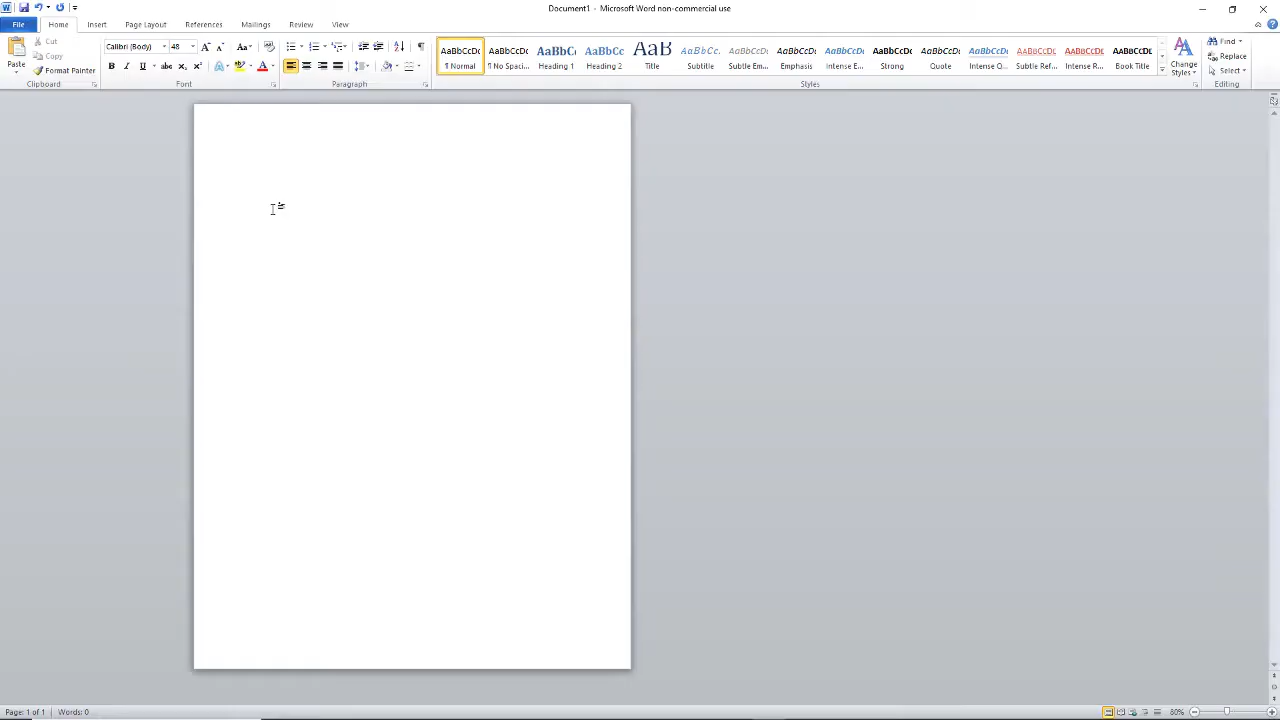 Document1 - Microsoft Word non-commercial use
File Home Insert Page Layout References Mailings Review View
Paste
Cut
Copy
Format Painter
Clipboard
Calibri (Body) 48
Font
Paragraph
AaBbCcDc AaBbCcDc AaBbC AaBbCc AaB AaBbCc. AaBbCcDc AaBbCcDc AaBbCcDc AaBbCcDc AaBbCcDc AaBbCcDc AaBbCcDc AaBbCcDc AaBbCcDc
¶ Normal ¶ No Spaci... Heading 1 Heading 2 Title Subtitle Subtle Em... Emphasis Intense E... Strong Quote Intense Q... Subtle Ref... Intense R... Book Title
Change
Styles
Styles
Find
Replace
Select
Editing
Page: 1 of 1 Words: 0 80%